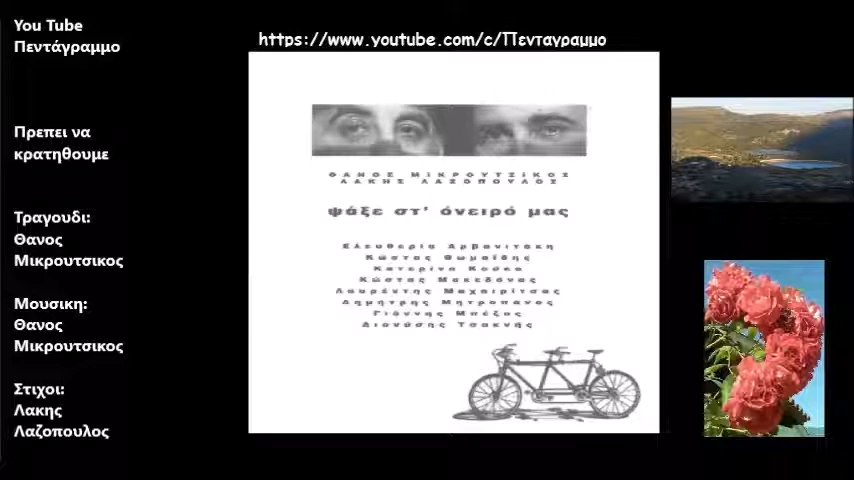 You Tube
Πεντάγραμμο
Πρεπει να
κρατηθουμε
Τραγουδι:
Θανος
Μικρουτσικος
Μουσικη:
Θανος
Μικρουτσικος
Στιχοι:
Λακης
Λαζοπουλος
https://www.youtube.com/c/Πενταγραμμο
ΘΑΝΟΣ ΜΙΚΡΟΥΤΣΙΚΟΣ
ΛΑΚΗΣ ΛΑΖΟΠΟΥΛΟΣ
ψάξε στ' όνειρό μας
Ελευθερία Αρβανιτάκη
Κώστας Θωμαΐδης
Κατερίνα Κούκα
Κώστας Μακεδόνας
Λαυρέντης Μαχαιρίτσας
Δημήτρης Μητροπάνος
Γιάννης Μπέζος
Διονύσης Τσακνής